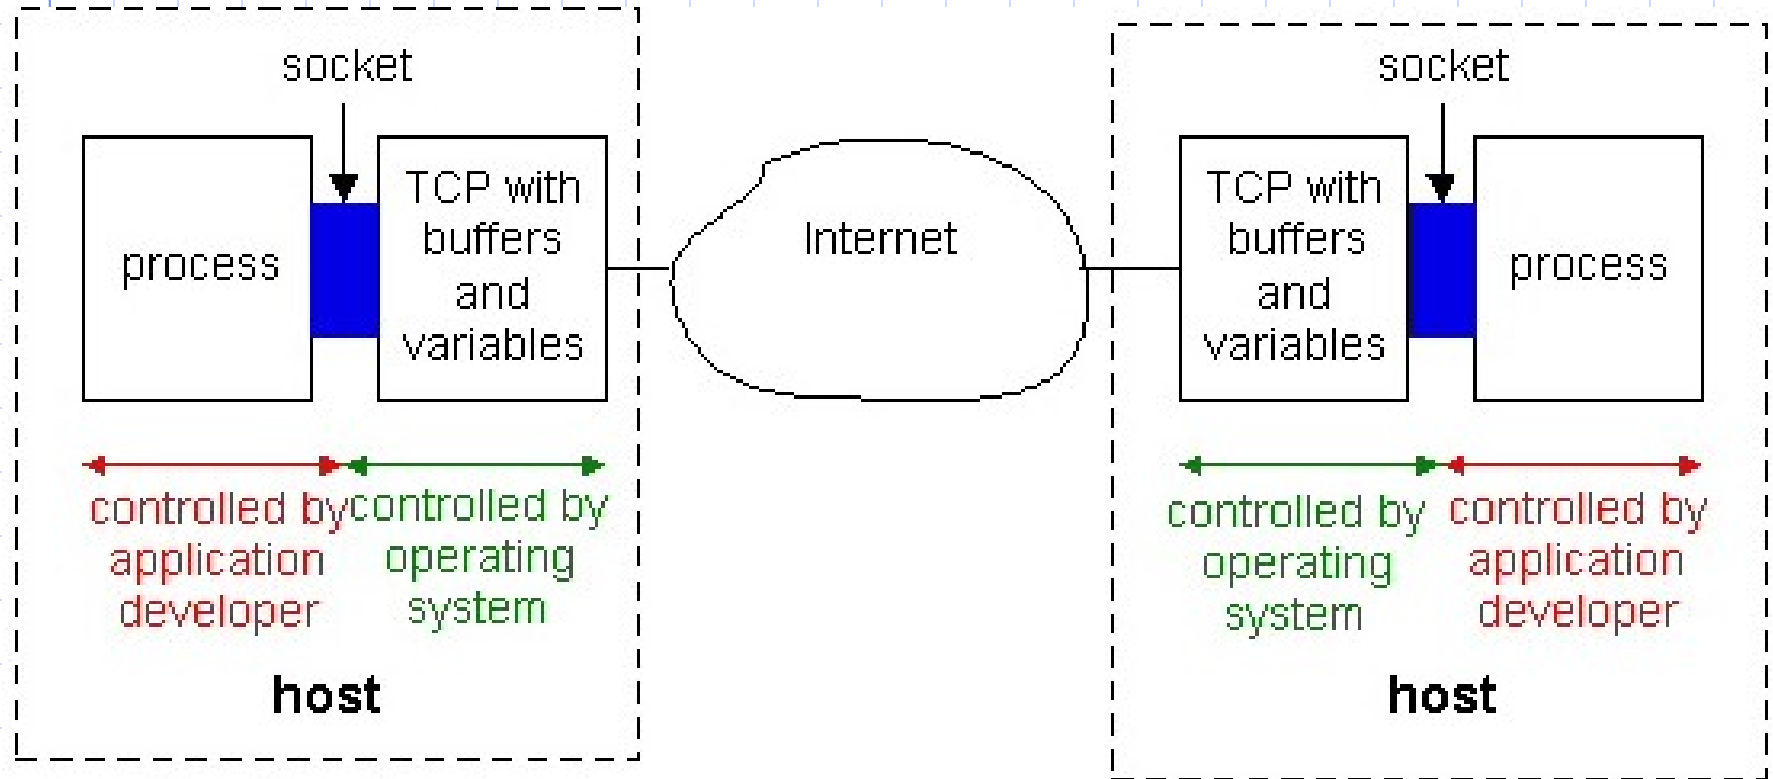 socket
process
TCP with
buffers
and
variables
controlled by
application
developer
controlled by
operating
system
host
Internet
socket
TCP with
buffers
and
variables
process
controlled by
operating
system
controlled by
application
developer
host